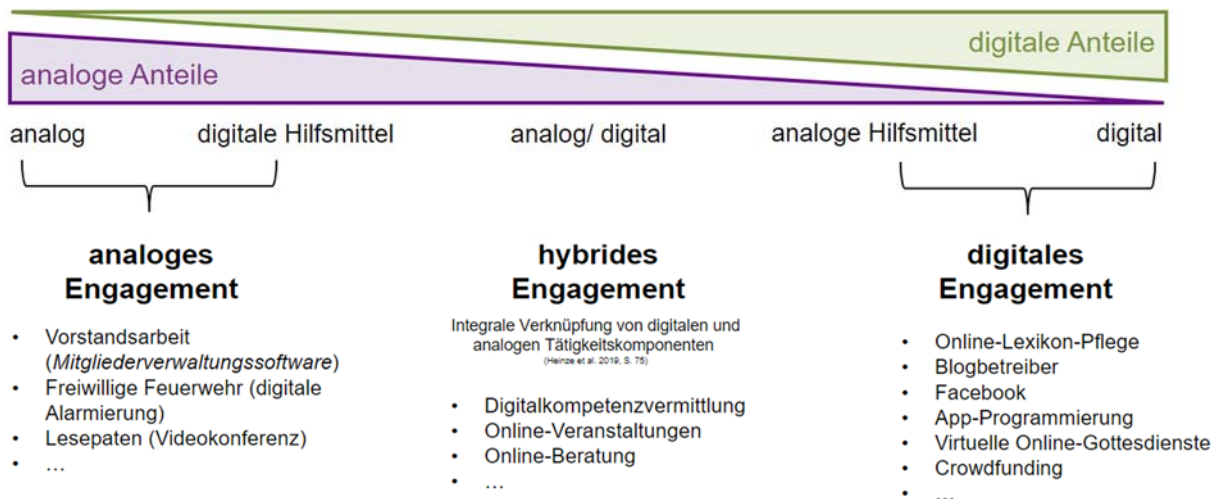 digitale Anteile
analoge Anteile
analog
digitale Hilfsmittel
analog/ digital
analoge Hilfsmittel
digital
analoges
Engagement
• Vorstandsarbeit
(Mitgliederverwaltungssoftware)
• Freiwillige Feuerwehr (digitale
Alarmierung)
• Lesepaten (Videokonferenz)
• …
hybrides
Engagement
Integrale Verknüpfung von digitalen und
analogen Tätigkeitskomponenten
(Heinze et al. 2019, S. 75)
• Digitalkompetenzvermittlung
• Online-Veranstaltungen
• Online-Beratung
• …
digitales
Engagement
• Online-Lexikon-Pflege
• Blogbetreiber
• Facebook
• App-Programmierung
• Virtuelle Online-Gottesdienste
• Crowdfunding
• …